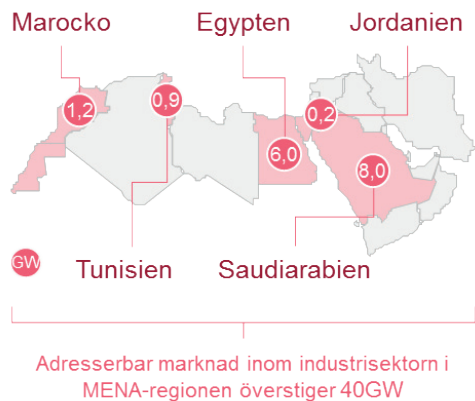 Marocko
Egypten
Jordanien
1,2
0,9
0,2
6,0
8,0
GW
Tunisien
Saudiarabien
Adresserbar marknad inom industrisektorn i
MENA-regionen överstiger 40GW